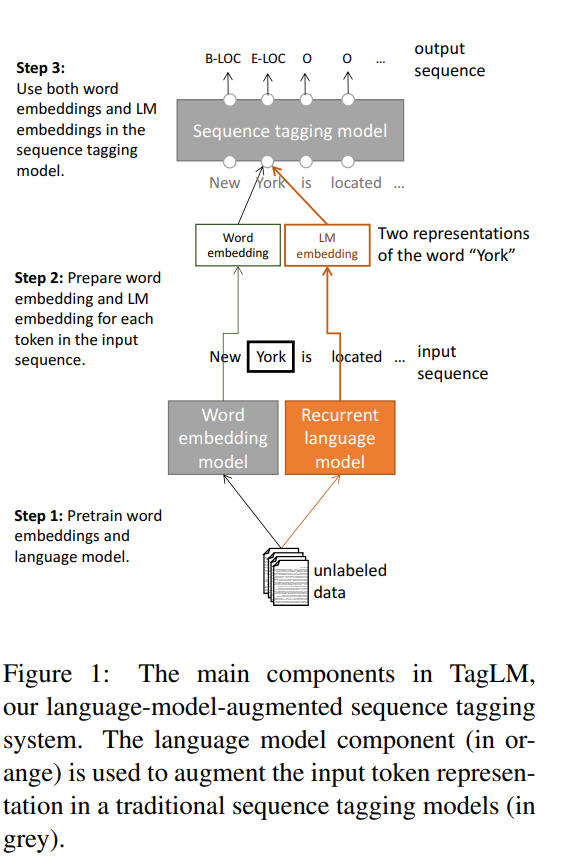 B-LOC E-LOC O O ...
output
sequence
Step 3:
Use both word
embeddings and LM
embeddings in the
sequence tagging
model.
Sequence tagging model
New York is located ...
Word
embedding
LM
embedding
Two representations
of the word “York”
Step 2: Prepare word
embedding and LM
embedding for each
token in the input
sequence.
New York is located ...
input
sequence
Word
embedding
model
Recurrent
language
model
Step 1: Pretrain word
embeddings and
language model.
unlabeled
data
Figure 1: The main components in TagLM,
our language-model-augmented sequence tagging
system. The language model component (in or-
ange) is used to augment the input token represen-
tation in a traditional sequence tagging models (in
grey).